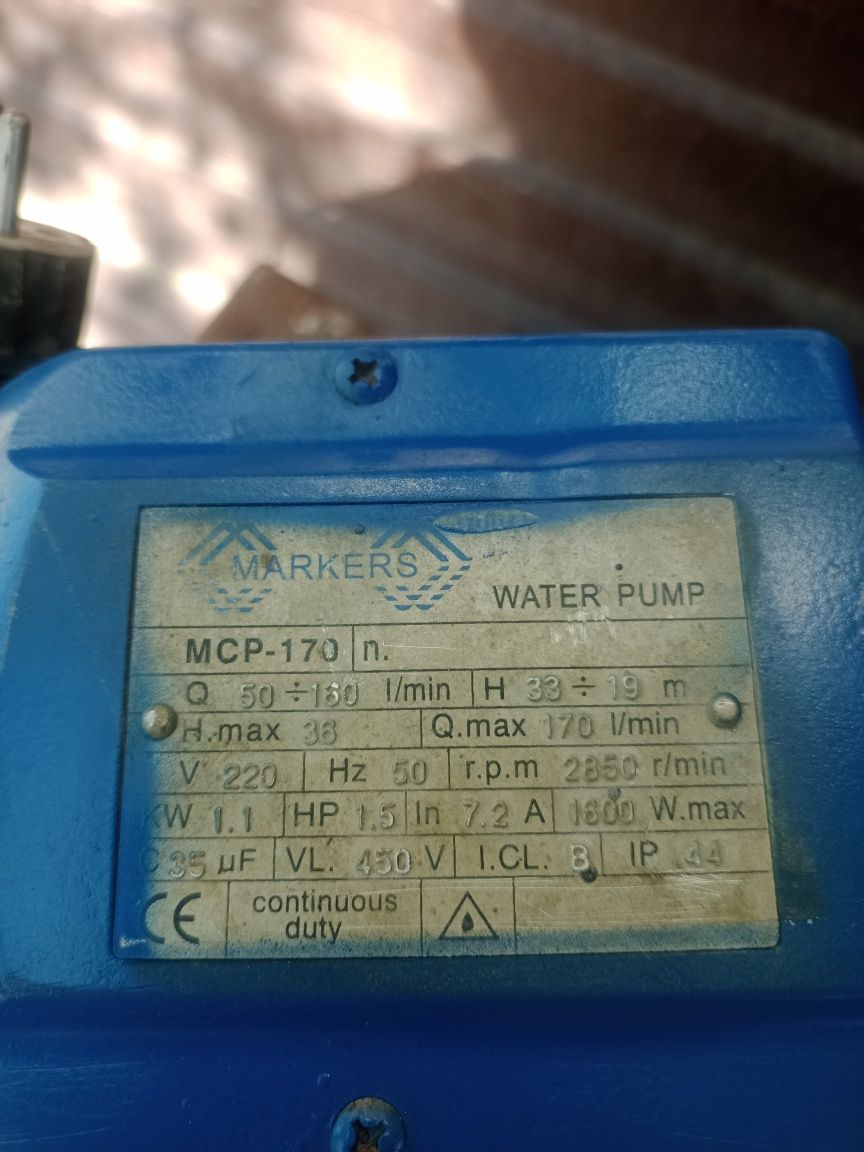 MARKERS
WATER PUMP
MCP-170 n.
Q 50÷160 l/min H 33÷19 m
H.max 36 Q.max 170 l/min
V 220 Hz 50 r.p.m 2850 r/min
KW 1.1 HP 1.5 In 7.2 A 1600 W.max
C 35 µF VL. 450 V I.CL. B IP 44
CE continuous
duty